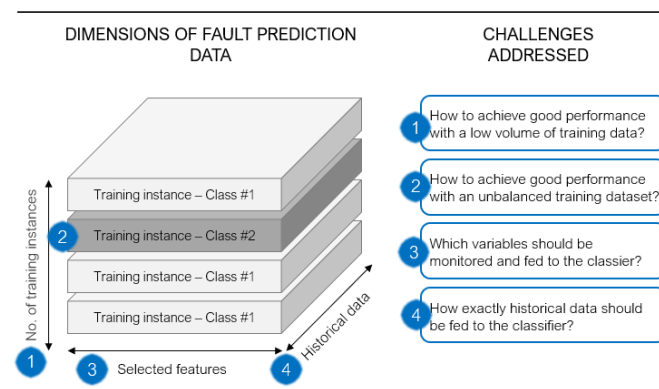 DIMENSIONS OF FAULT PREDICTION
DATA
Training instance – Class #1
Training instance – Class #2
Training instance – Class #1
Training instance – Class #1
No. of training instances
Historical data
Selected features
1
2
3
4
CHALLENGES
ADDRESSED
1
How to achieve good performance
with a low volume of training data?
2
How to achieve good performance
with an unbalanced training dataset?
3
Which variables should be
monitored and fed to the classier?
4
How exactly historical data should
be fed to the classifier?